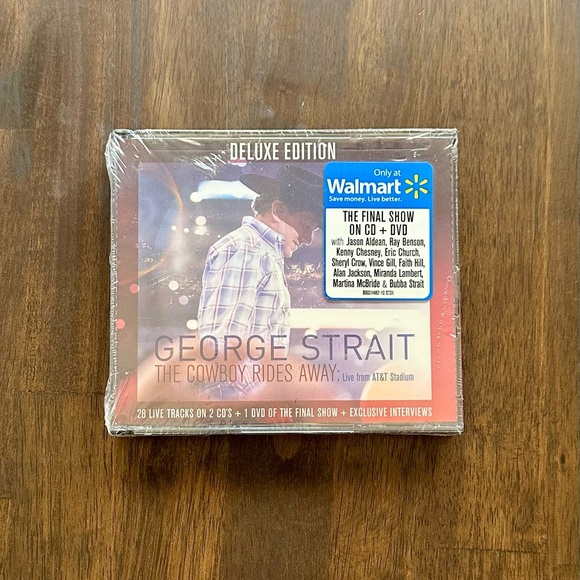 DELUXE EDITION
Only at
Walmart
Save money. Live better.
THE FINAL SHOW
ON CD + DVD
with Jason Aldean, Ray Benson,
Kenny Chesney, Eric Church,
Sheryl Crow, Vince Gill, Faith Hill,
Alan Jackson, Miranda Lambert,
Martina McBride & Bubba Strait
GEORGE STRAIT
THE COWBOY RIDES AWAY: Live from AT&T Stadium
28 LIVE TRACKS ON 2 CD'S + 1 DVD OF THE FINAL SHOW + EXCLUSIVE INTERVIEWS